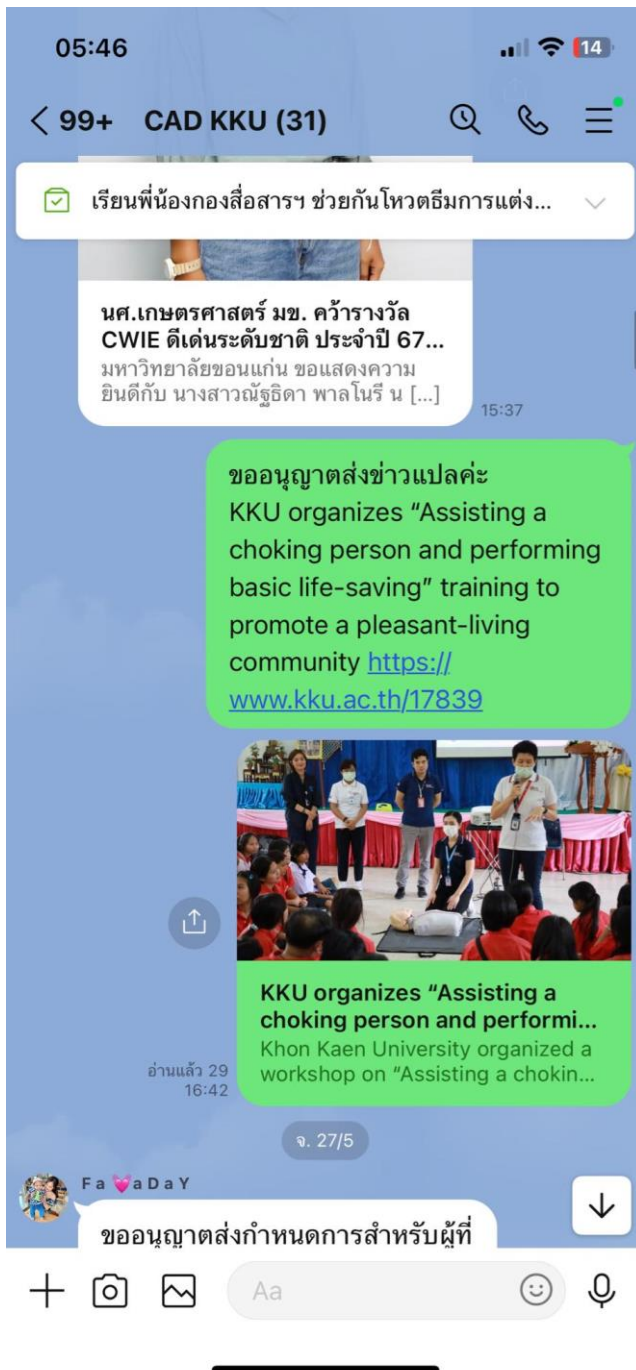 05:46
14
99+ CAD KKU (31)
เรียนพี่น้องกองสื่อสารฯ ช่วยกันโหวตธีมการแต่ง...
นศ.เกษตรศาสตร์ มข. คว้ารางวัล
CWIE ดีเด่นระดับชาติ ประจำปี 67...
มหาวิทยาลัยขอนแก่น ขอแสดงความ
ยินดีกับ นางสาวณัฐธิดา พาลโนรี น [...]
15:37
ขออนุญาตส่งข่าวแปลค่ะ
KKU organizes “Assisting a
choking person and performing
basic life-saving” training to
promote a pleasant-living
community https://
www.kku.ac.th/17839
KKU organizes “Assisting a
choking person and performi...
Khon Kaen University organized a
workshop on “Assisting a chokin...
อ่านแล้ว 29
16:42
จ. 27/5
F a 💓 a D a Y
ขออนุญาตส่งกำหนดการสำหรับผู้ที่
Aa